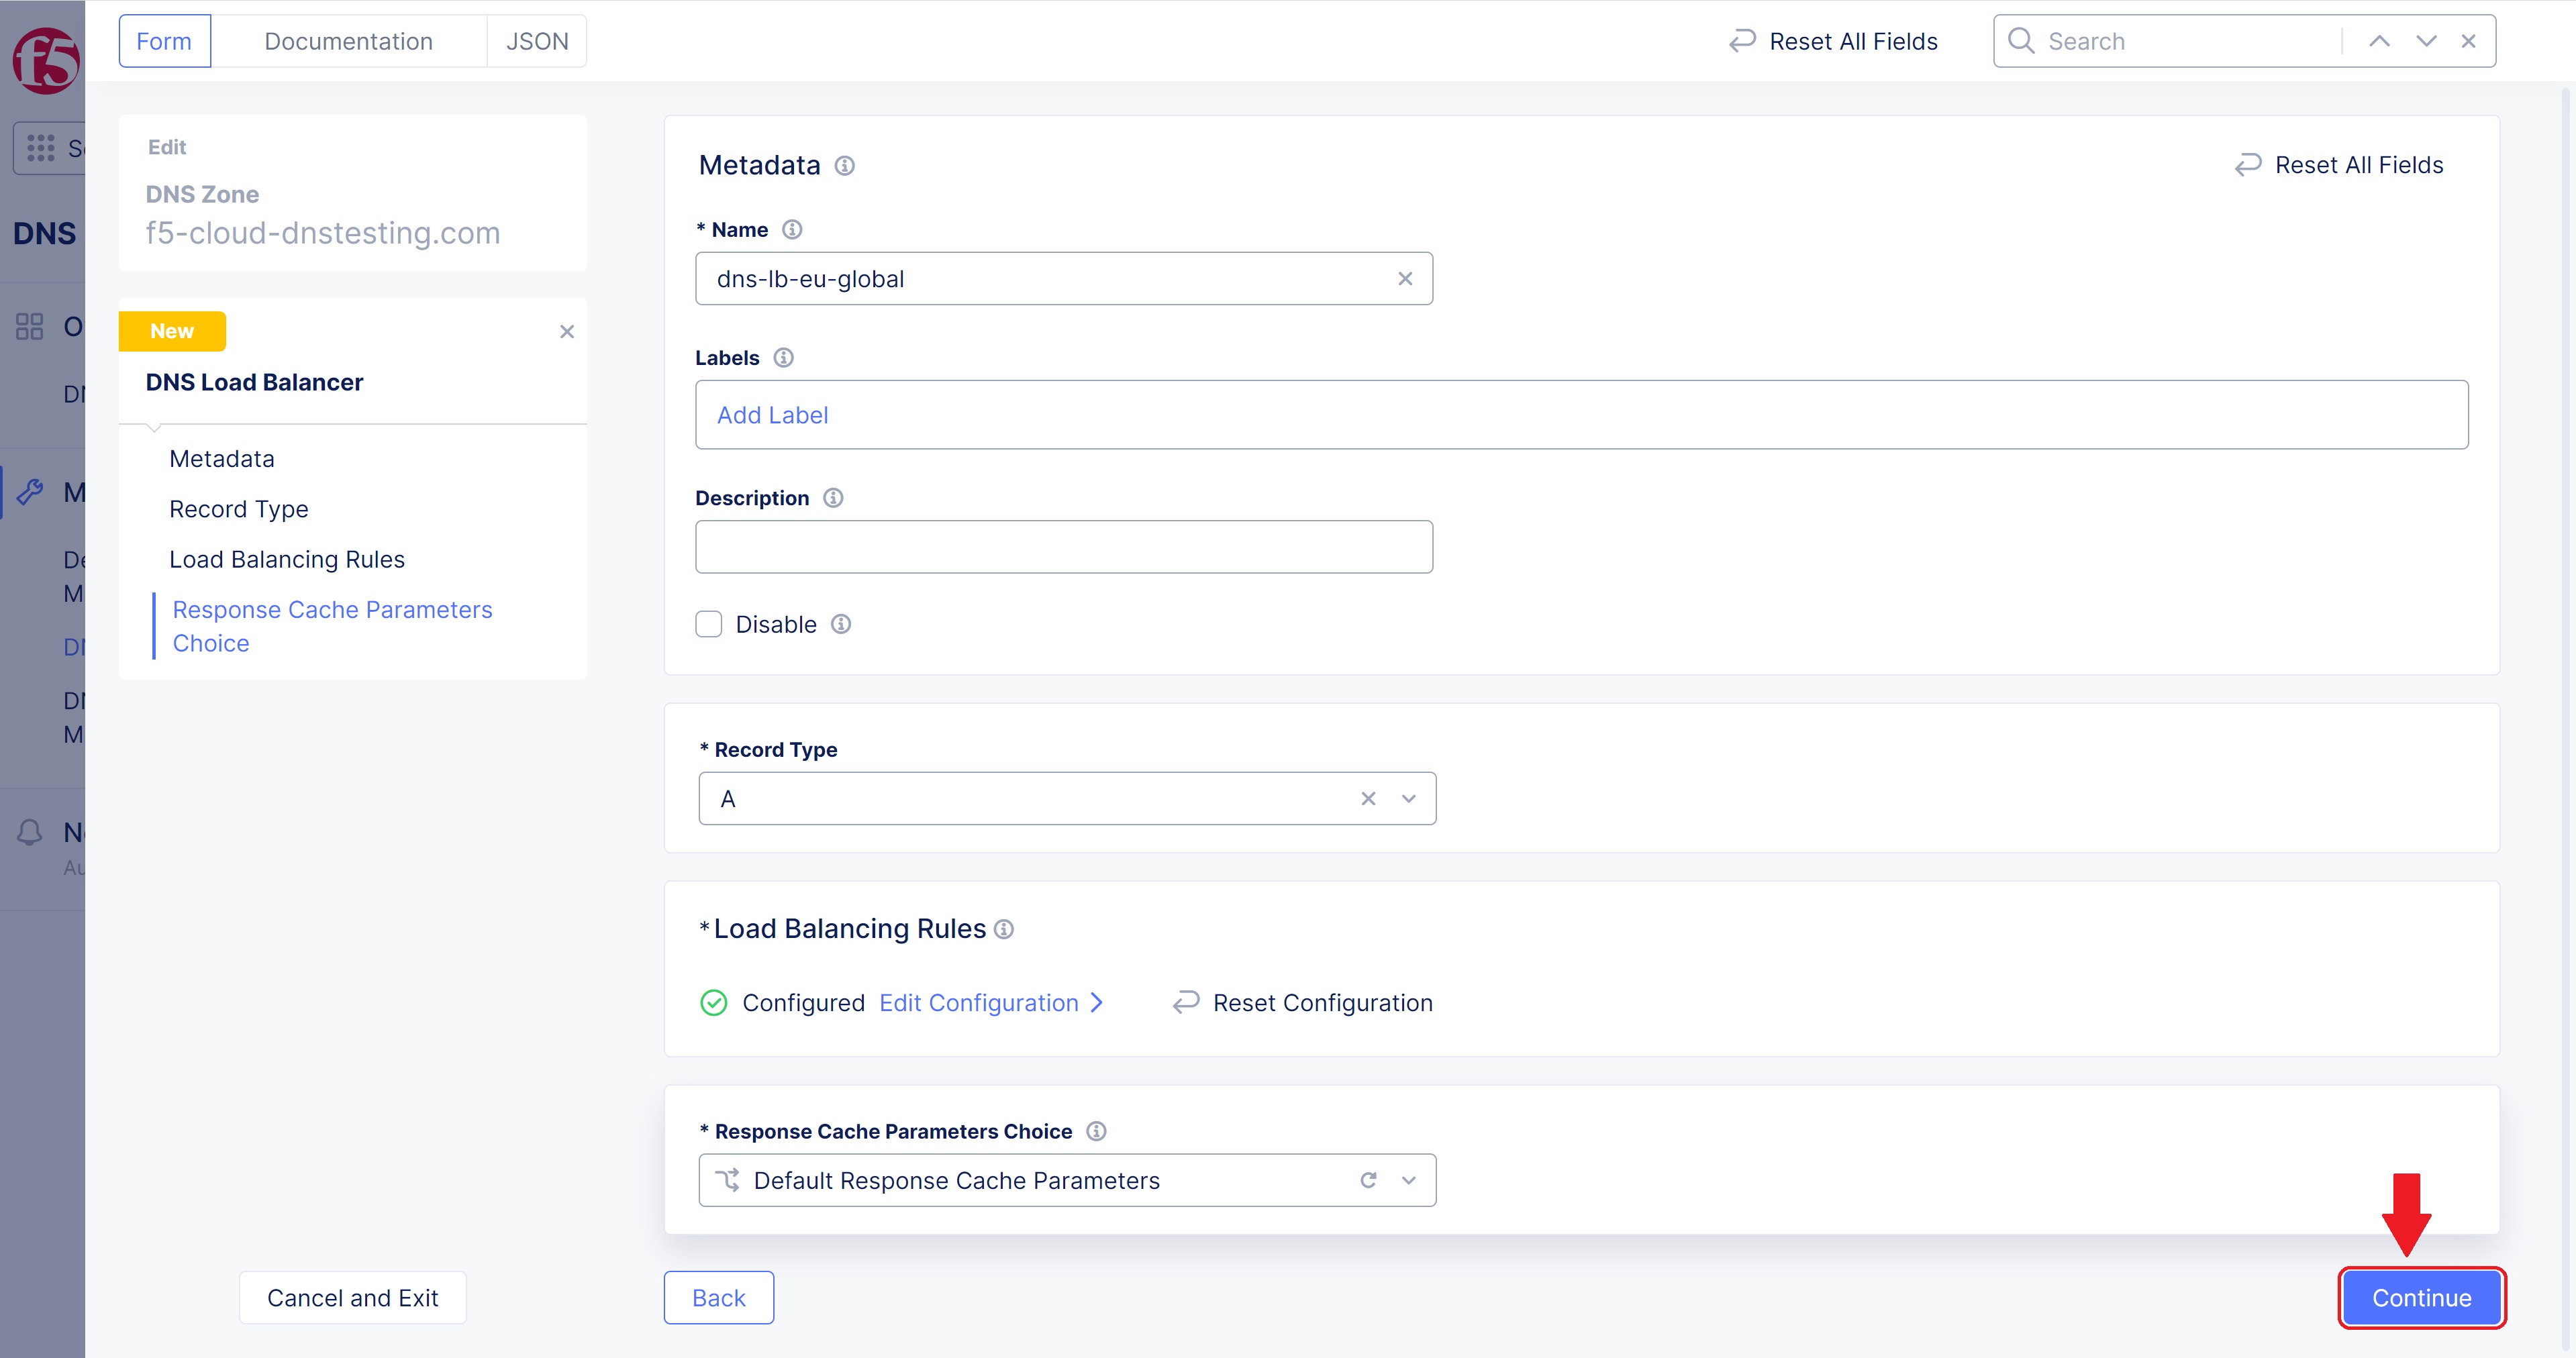 f5
Form
Documentation
JSON
Reset All Fields
Search
DNS
Edit
DNS Zone
f5-cloud-dnstesting.com
New
DNS Load Balancer
Metadata
Record Type
Load Balancing Rules
Response Cache Parameters
Choice
Metadata
Reset All Fields
* Name
dns-lb-eu-global
Labels
Add Label
Description
Disable
* Record Type
A
* Load Balancing Rules
Configured Edit Configuration
Reset Configuration
* Response Cache Parameters Choice
Default Response Cache Parameters
Cancel and Exit
Back
Continue